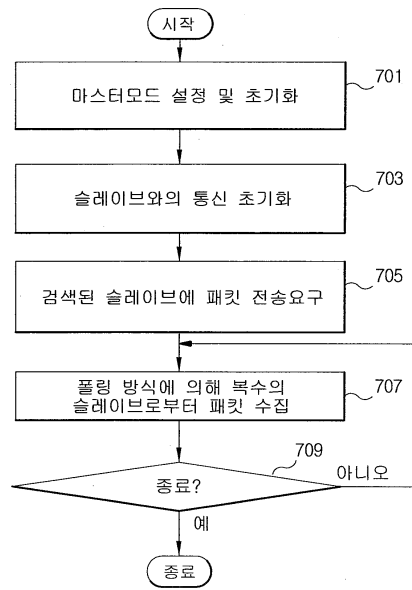 시작
마스터모드 설정 및 초기화
701
슬레이브와의 통신 초기화
703
검색된 슬레이브에 패킷 전송요구
705
폴링 방식에 의해 복수의
슬레이브로부터 패킷 수집
707
종료?
709
아니오
예
종료